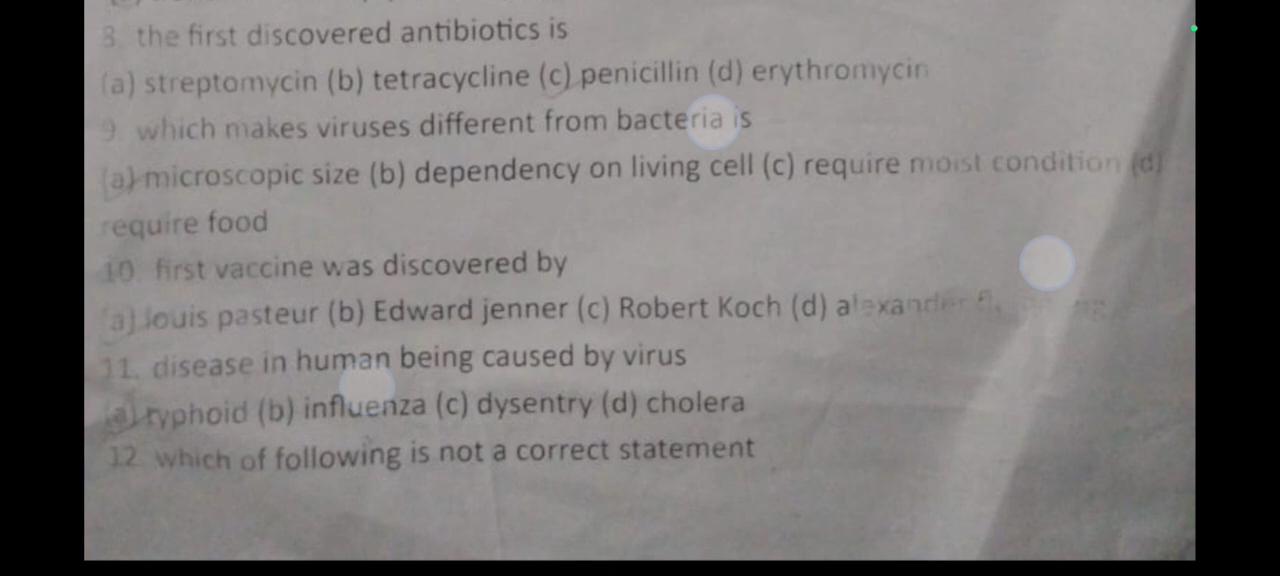 8. the first discovered antibiotics is
(a) streptomycin (b) tetracycline (c) penicillin (d) erythromycin
9. which makes viruses different from bacteria is
(a) microscopic size (b) dependency on living cell (c) require moist condition (d)
require food
10. first vaccine was discovered by
(a) louis pasteur (b) Edward jenner (c) Robert Koch (d) alexander
11. disease in human being caused by virus
(a) typhoid (b) influenza (c) dysentry (d) cholera
12. which of following is not a correct statement